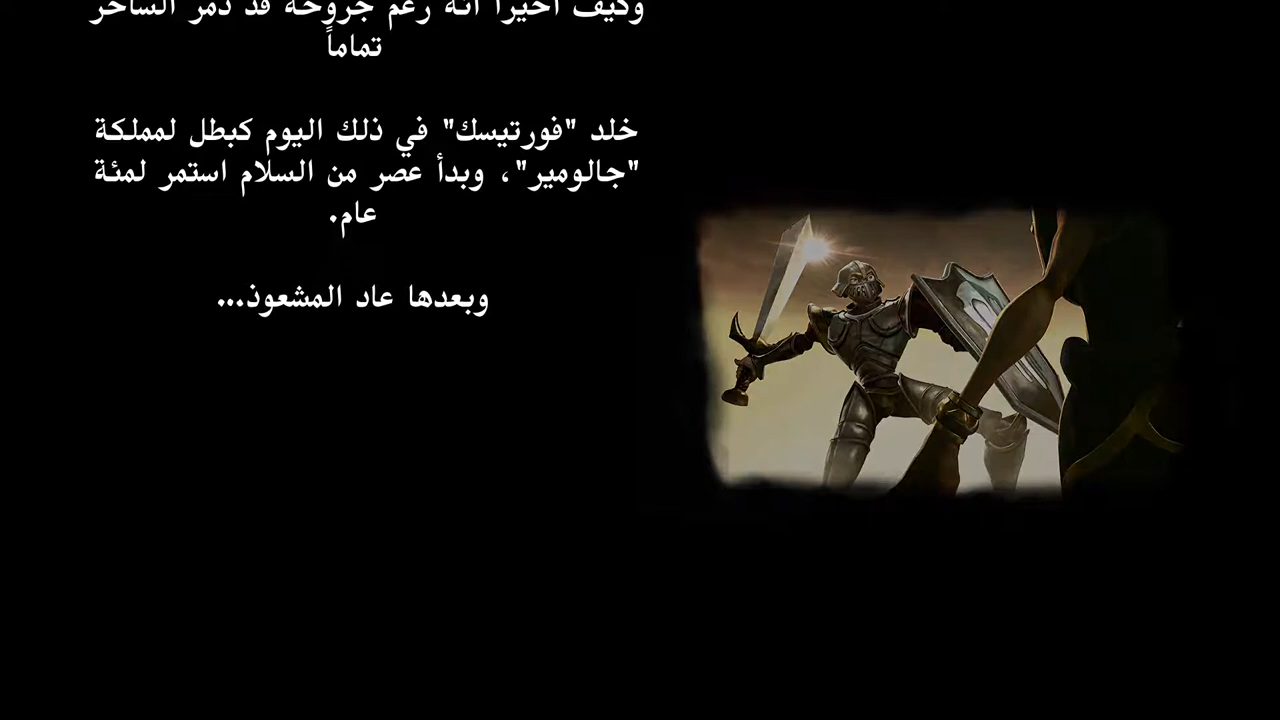 وكيف أخيراً أنه رغم جروحه قد دمر الساحر
تماماً
خلد "فورتيسك" في ذلك اليوم كبطل لمملكة
"جالومير"، وبدأ عصر من السلام استمر لمئة
عام.
وبعدها عاد المشعوذ...